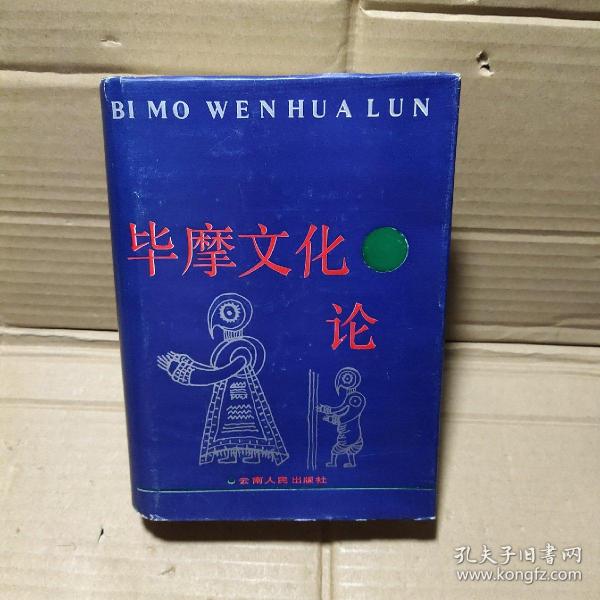 BI MO WENHUA LUN
毕摩文化
论
云南人民出版社
孔夫子旧书网
www.kongfz.com